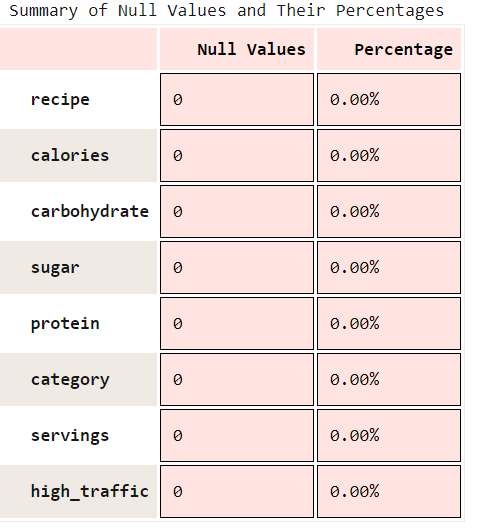 Summary of Null Values and Their Percentages
Null Values Percentage
recipe 0 0.00%
calories 0 0.00%
carbohydrate 0 0.00%
sugar 0 0.00%
protein 0 0.00%
category 0 0.00%
servings 0 0.00%
high_traffic 0 0.00%